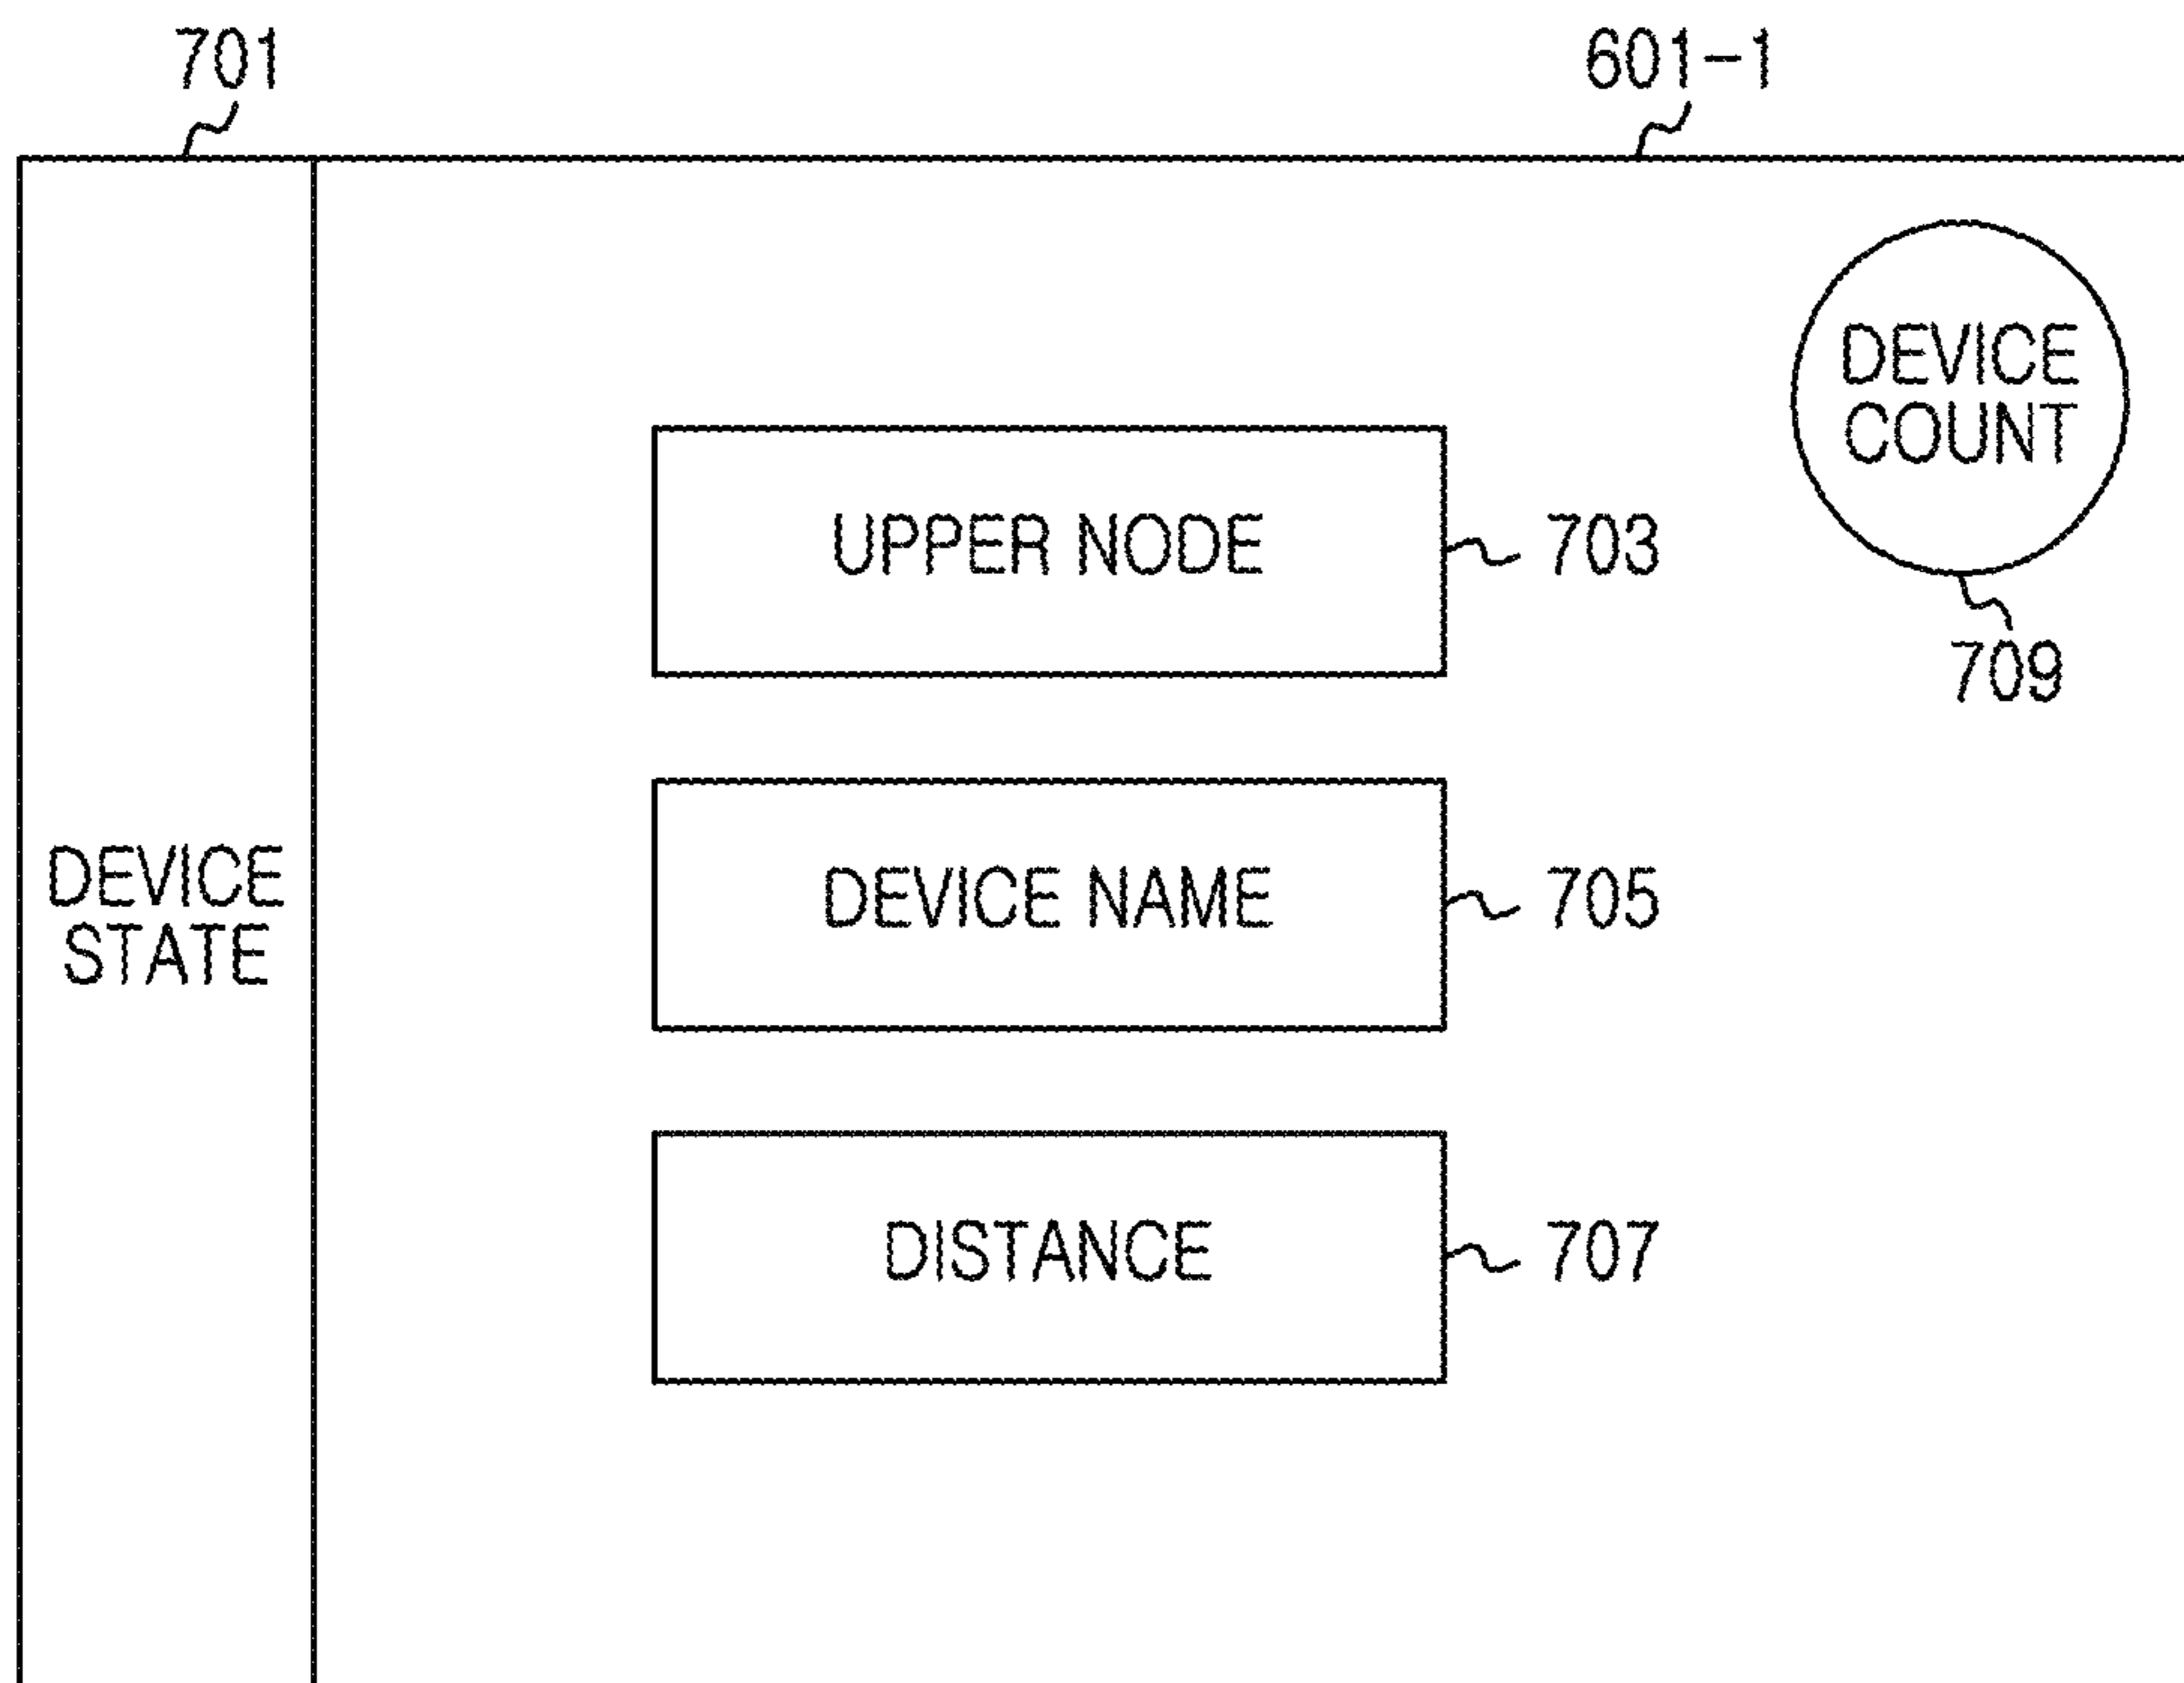 701
601-1
DEVICE
COUNT
UPPER NODE
703
709
DEVICE
STATE
DEVICE NAME
705
DISTANCE
707